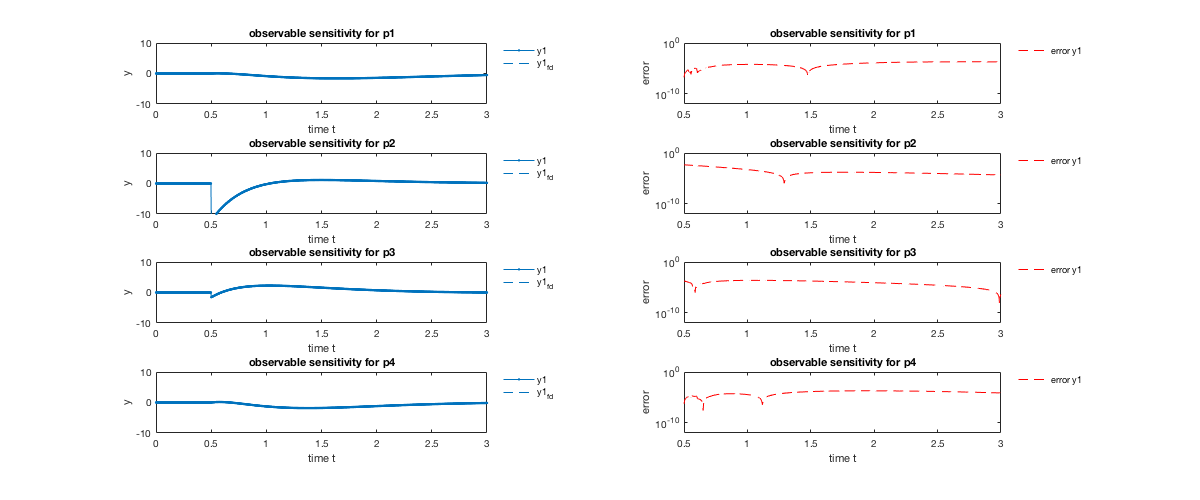 observable sensitivity for p1
10
0
-10
y
0 0.5 1 1.5 2 2.5 3
time t
y1
y1fd
observable sensitivity for p1
10^0
10^-10
error
0.5 1 1.5 2 2.5 3
time t
error y1
observable sensitivity for p2
10
0
-10
y
0 0.5 1 1.5 2 2.5 3
time t
y1
y1fd
observable sensitivity for p2
10^0
10^-10
error
0.5 1 1.5 2 2.5 3
time t
error y1
observable sensitivity for p3
10
0
-10
y
0 0.5 1 1.5 2 2.5 3
time t
y1
y1fd
observable sensitivity for p3
10^0
10^-10
error
0.5 1 1.5 2 2.5 3
time t
error y1
observable sensitivity for p4
10
0
-10
y
0 0.5 1 1.5 2 2.5 3
time t
y1
y1fd
observable sensitivity for p4
10^0
10^-10
error
0.5 1 1.5 2 2.5 3
time t
error y1